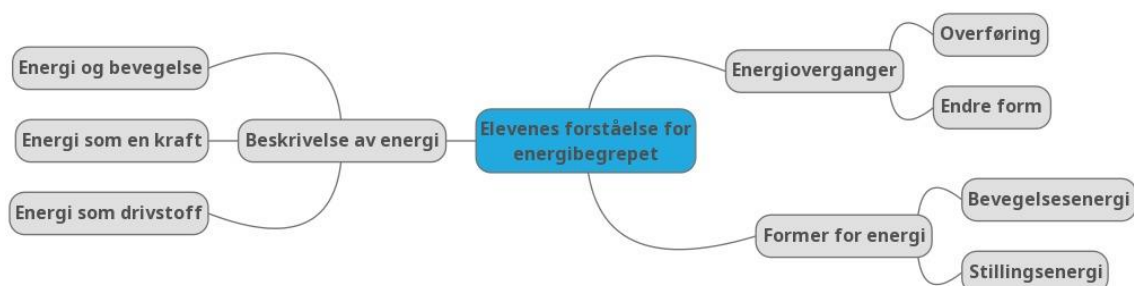 Energi og bevegelse
Energi som en kraft
Energi som drivstoff
Beskrivelse av energi
Elevenes forståelse for
energibegrepet
Energioverganger
Overføring
Endre form
Former for energi
Bevegelsesenergi
Stillingsenergi